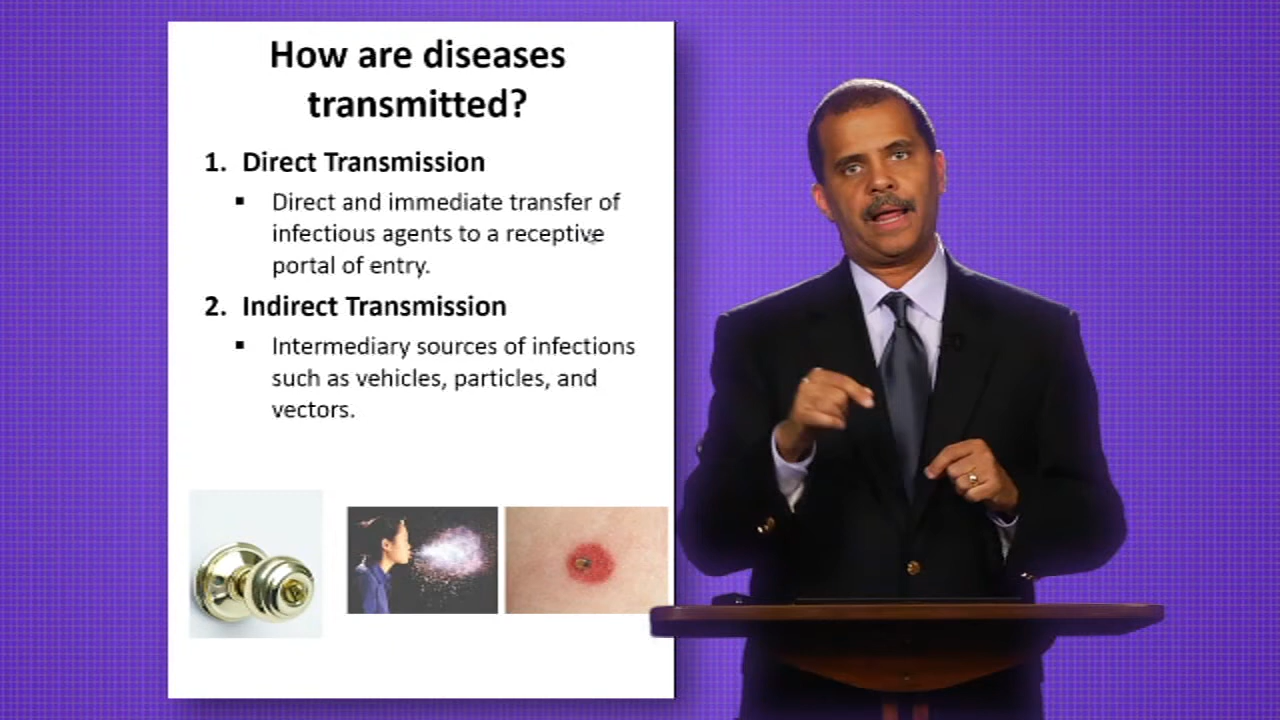 How are diseases
transmitted?
1. Direct Transmission
▪ Direct and immediate transfer of
infectious agents to a receptive
portal of entry.
2. Indirect Transmission
▪ Intermediary sources of infections
such as vehicles, particles, and
vectors.